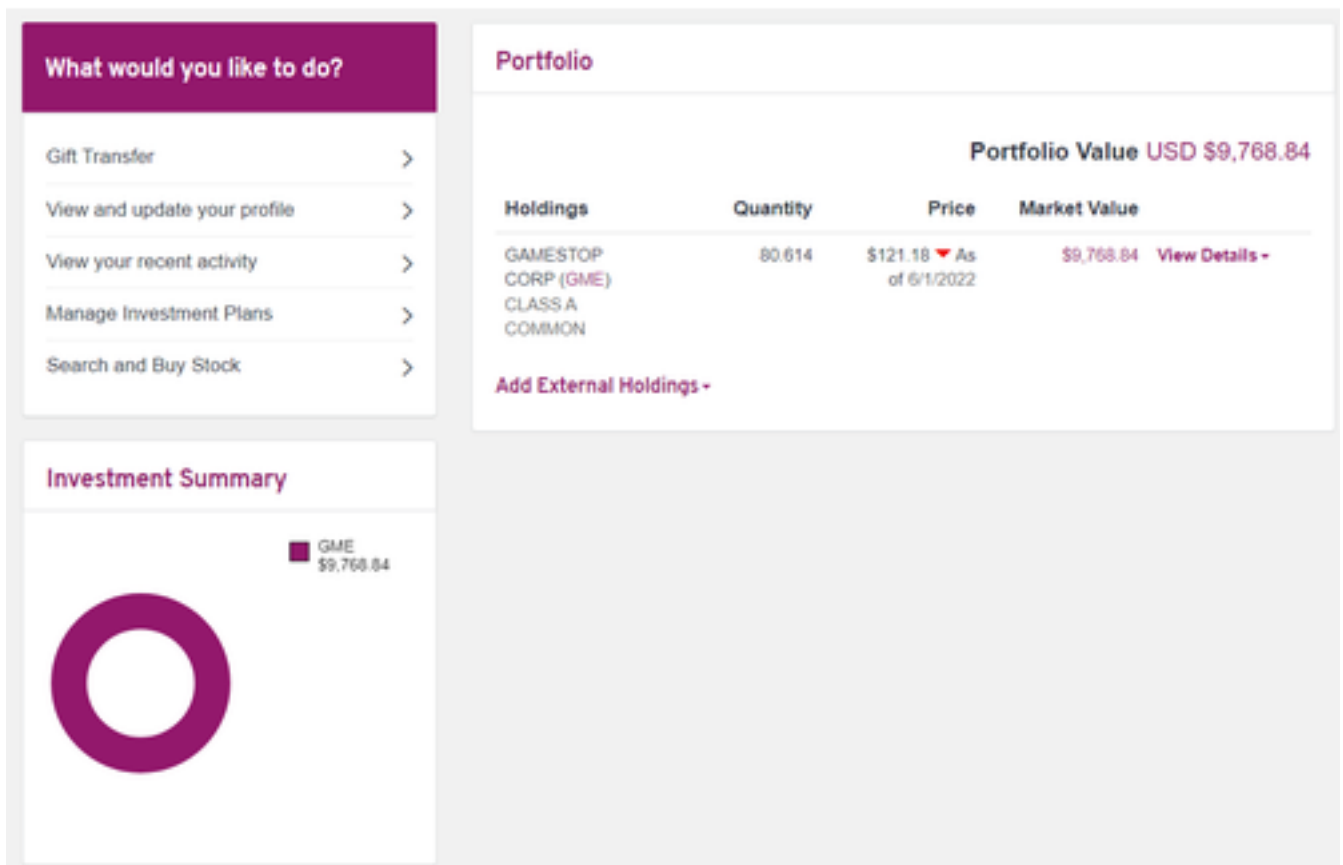 What would you like to do?
Gift Transfer
View and update your profile
View your recent activity
Manage Investment Plans
Search and Buy Stock
Investment Summary
GME
$9,768.84
Portfolio
Portfolio Value USD $9,768.84
Holdings Quantity Price Market Value
GAMESTOP 80.614 $121.18 As $9,768.84 View Details
CORP (GME) of 6/1/2022
CLASS A
COMMON
Add External Holdings